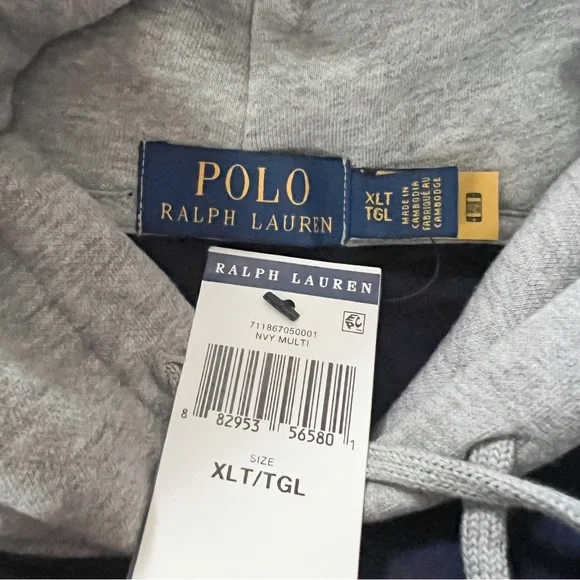 POLO
RALPH LAUREN
XLT
TGL
MADE IN
CAMBODIA
FABRIQUÉ AU
CAMBODGE
RALPH LAUREN
711867050001
NVY MULTI
8 82953 56580 1
SIZE
XLT/TGL